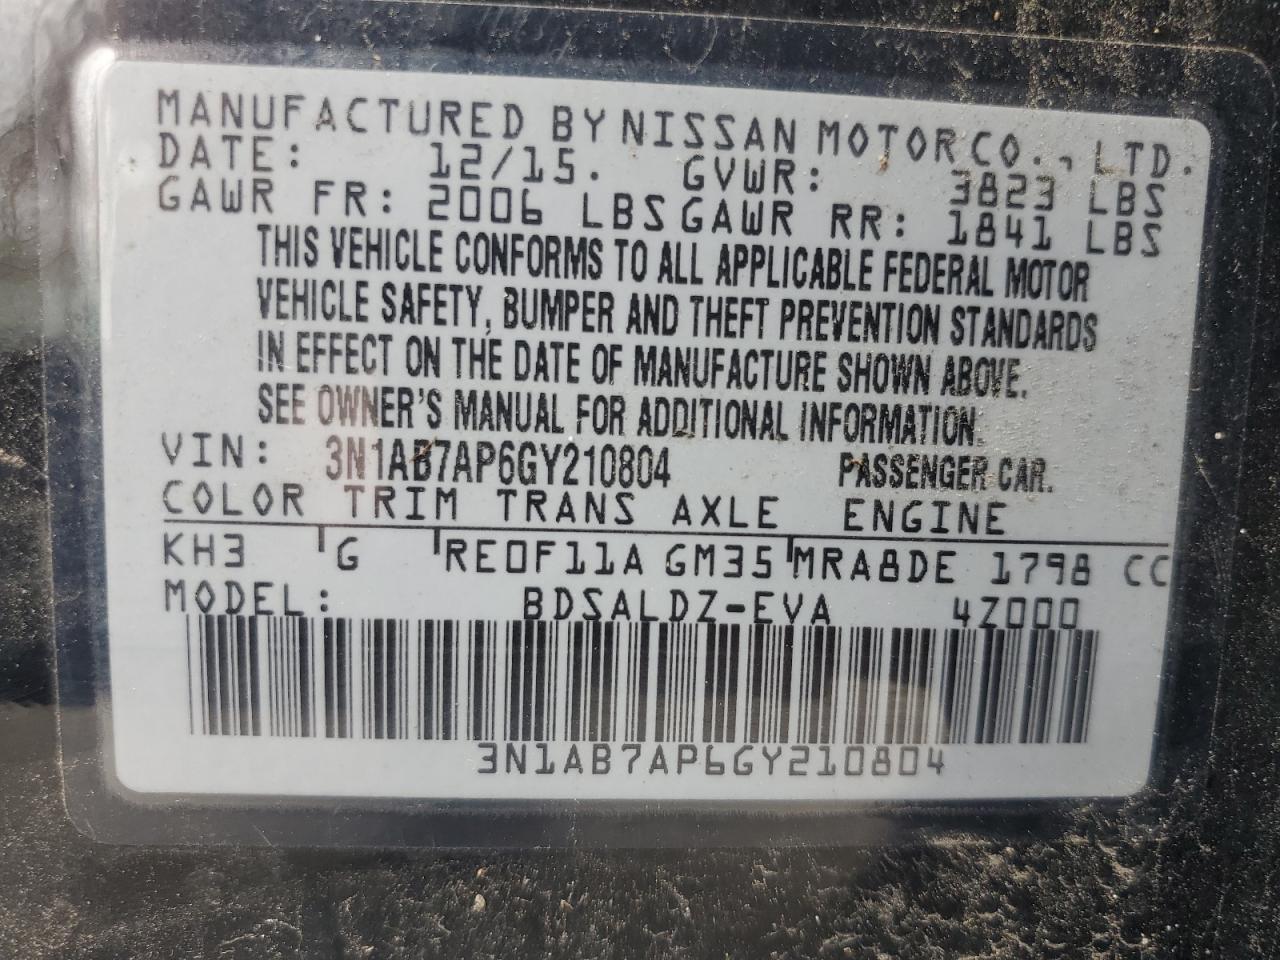 MANUFACTURED BY NISSAN MOTOR CO., LTD.
DATE: 12/15. GVWR: 3823 LBS
GAWR FR: 2006 LBS GAWR RR: 1841 LBS
THIS VEHICLE CONFORMS TO ALL APPLICABLE FEDERAL MOTOR
VEHICLE SAFETY, BUMPER AND THEFT PREVENTION STANDARDS
IN EFFECT ON THE DATE OF MANUFACTURE SHOWN ABOVE.
SEE OWNER'S MANUAL FOR ADDITIONAL INFORMATION.
VIN: 3N1AB7AP6GY210804 PASSENGER CAR.
COLOR TRIM TRANS AXLE ENGINE
KH3 G RE0F11A GM35 MRA8DE 1798 CC
MODEL: BDSALDZ-EVA 4Z000
3N1AB7AP6GY210804